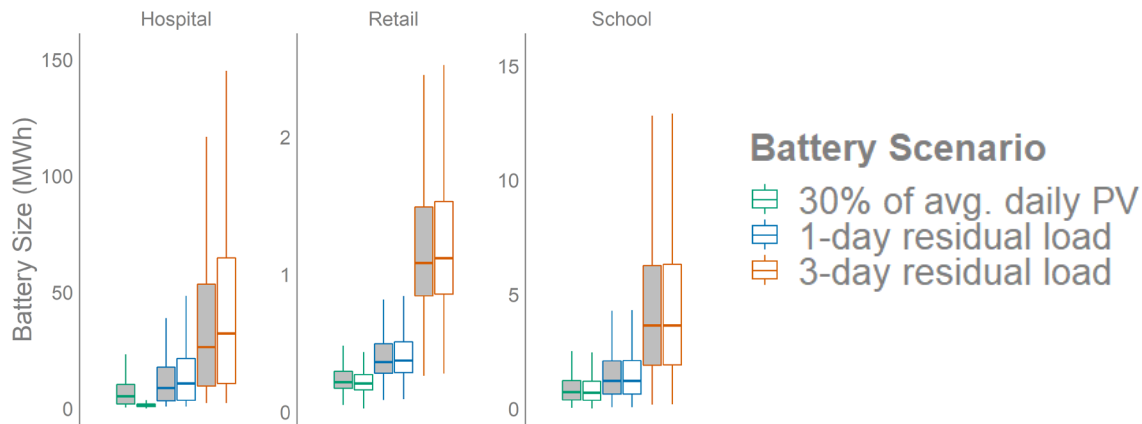 Hospital
Retail
School
Battery Size (MWh)
150
100
50
0
2
1
0
15
10
5
0
Battery Scenario
30% of avg. daily PV
1-day residual load
3-day residual load